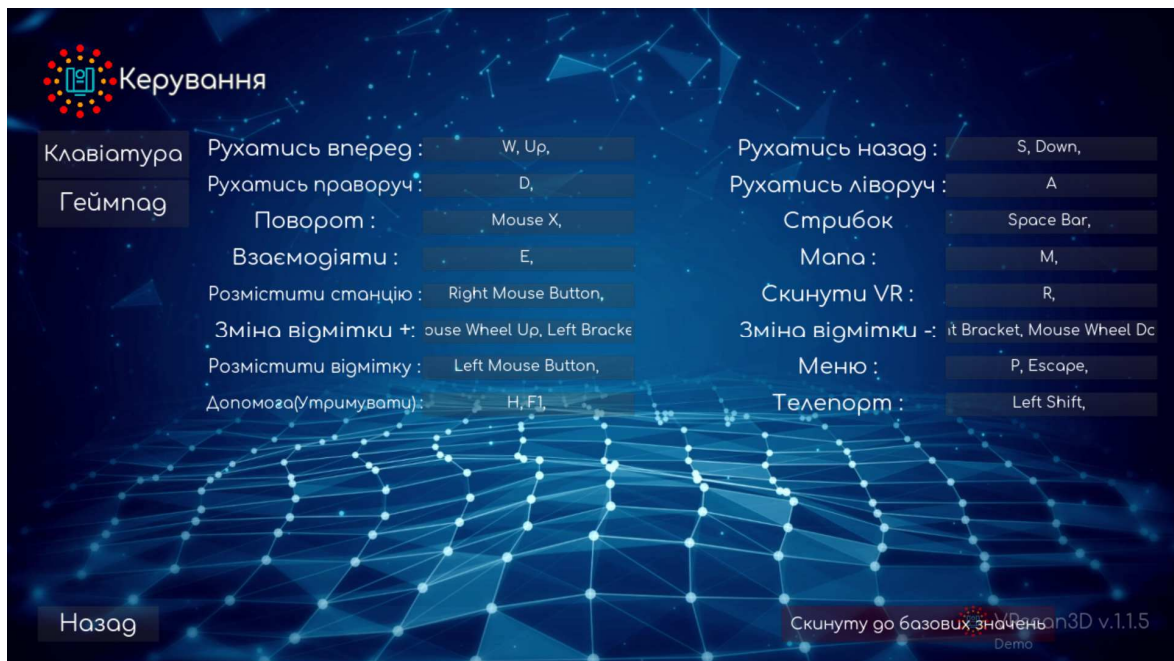 Керування
Клавіатура
Геймпад
Рухатись вперед : W, Up,
Рухатись назад : S, Down,
Рухатись праворуч : D,
Рухатись ліворуч : A
Поворот : Mouse X,
Стрибок Space Bar,
Взаємодіяти : E,
Мапа : M,
Розмістити станцію : Right Mouse Button,
Скинути VR : R,
Зміна відмітки +: ouse Wheel Up, Left Bracke
Зміна відмітки -: it Bracket, Mouse Wheel Do
Розмістити відмітку : Left Mouse Button,
Меню : P, Escape,
Допомога(Утримувати) : H, F1,
Телепорт : Left Shift,
Назад
Скинуту до базових значень
VRscan3D v.1.1.5
Demo